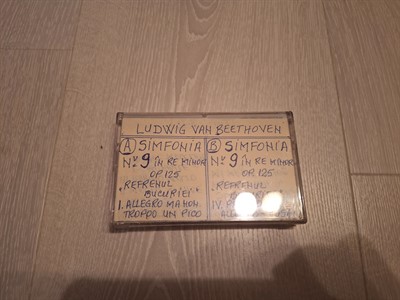 LUDWIG VAN BEETHOVEN
A SIMFONIA
Nº 9 ÎN RE MINOR
OP. 125
"REFRENUL
BUCURIEI"
I. ALLEGRO MA NON
TROPPO UN POCO
B SIMFONIA
Nº 9 ÎN RE MINOR
OP. 125
"REFRENUL
IV.